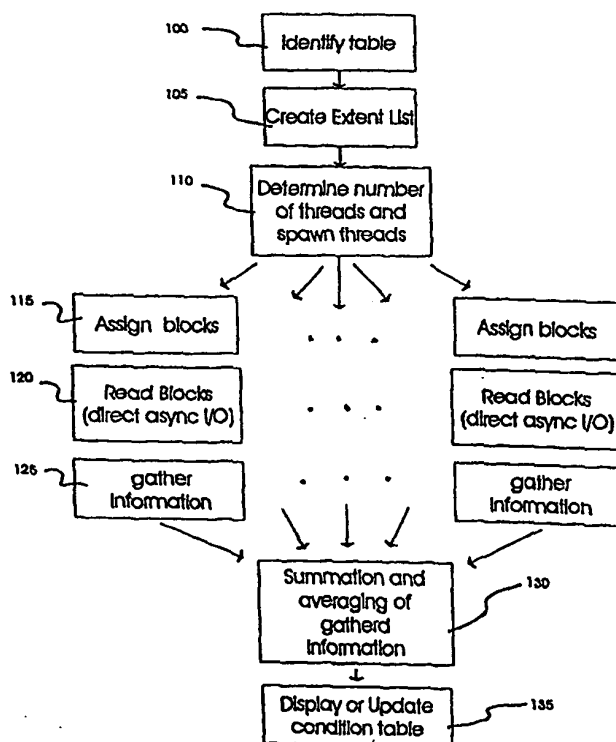 100
Identify table
105
Create Extent List
110
Determine number
of threads and
spawn threads
115
Assign blocks
Assign blocks
120
Read Blocks
(direct async I/O)
Read Blocks
(direct async I/O)
125
gather
Information
gather
Information
Summation and
averaging of
gatherd
Information
130
Display or Update
condition table
135